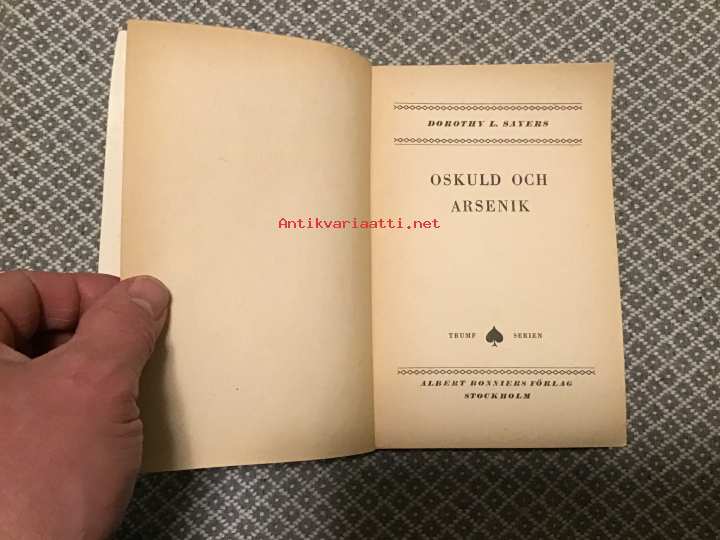 DOROTHY L. SAYERS
OSKULD OCH
ARSENIK
Antikvariaatti.net
TRUMF SERIEN
ALBERT BONNIERS FÖRLAG
STOCKHOLM